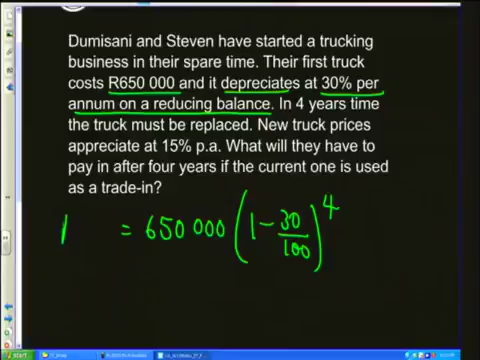 Dumisani and Steven have started a trucking
business in their spare time. Their first truck
costs R650 000 and it depreciates at 30% per
annum on a reducing balance. In 4 years time
the truck must be replaced. New truck prices
appreciate at 15% p.a. What will they have to
pay in after four years if the current one is used
as a trade-in?
= 650 000 (1 - 30/100)^4
start